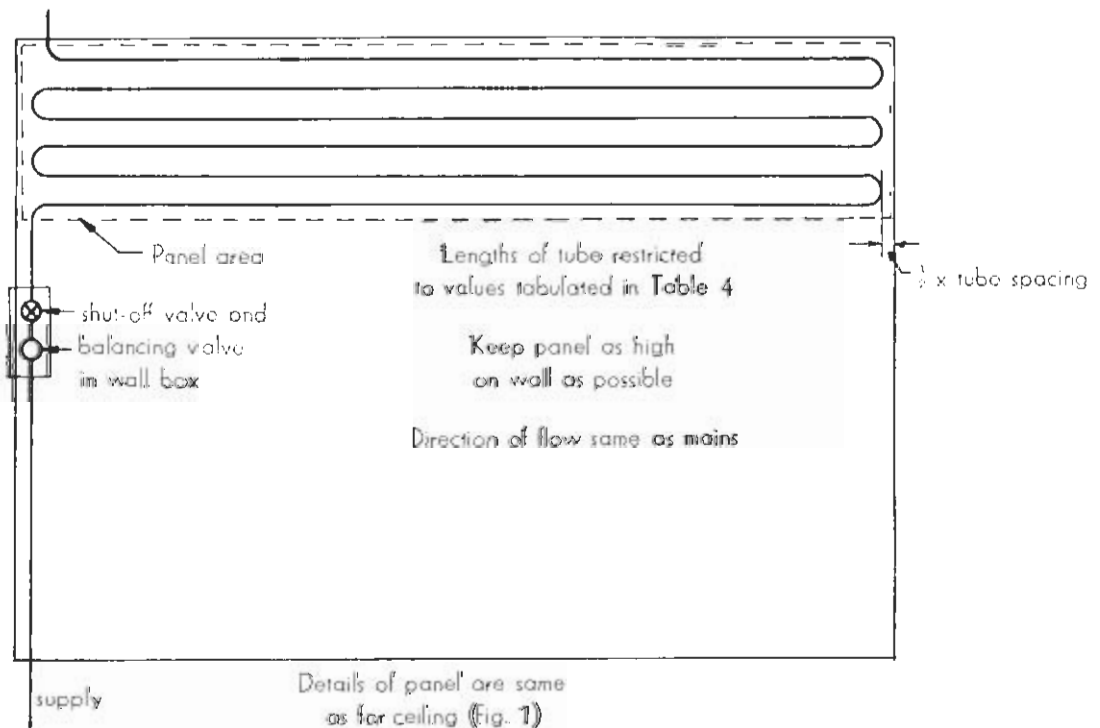 Panel area
Lengths of tube restricted
to values tabulated in Table 4
½ x tube spacing
shut-off valve and
balancing valve
in wall box
Keep panel as high
on wall as possible
Direction of flow same as mains
supply
Details of panel are same
as for ceiling (Fig. 1)